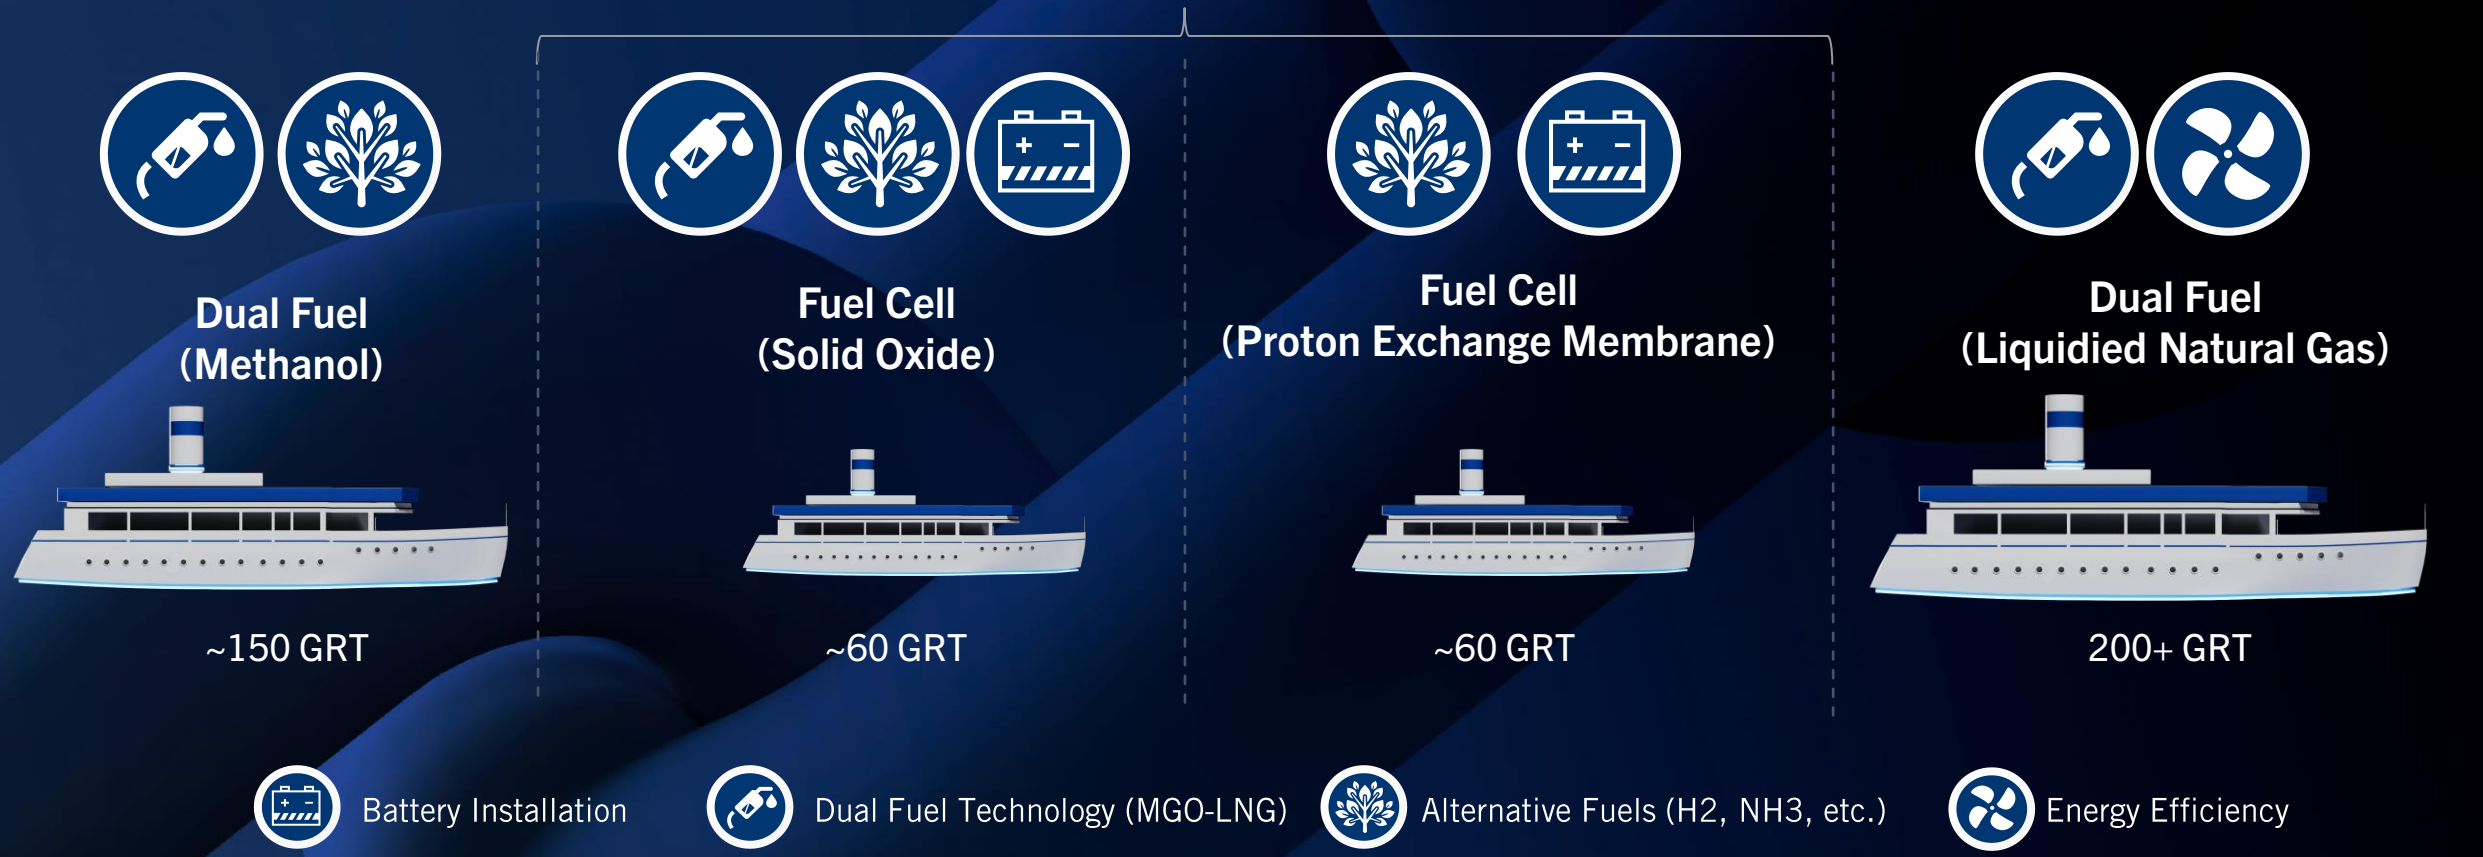 Dual Fuel
(Methanol)
~150 GRT
Fuel Cell
(Solid Oxide)
~60 GRT
Fuel Cell
(Proton Exchange Membrane)
~60 GRT
Dual Fuel
(Liquidied Natural Gas)
200+ GRT
Battery Installation
Dual Fuel Technology (MGO-LNG)
Alternative Fuels (H2, NH3, etc.)
Energy Efficiency